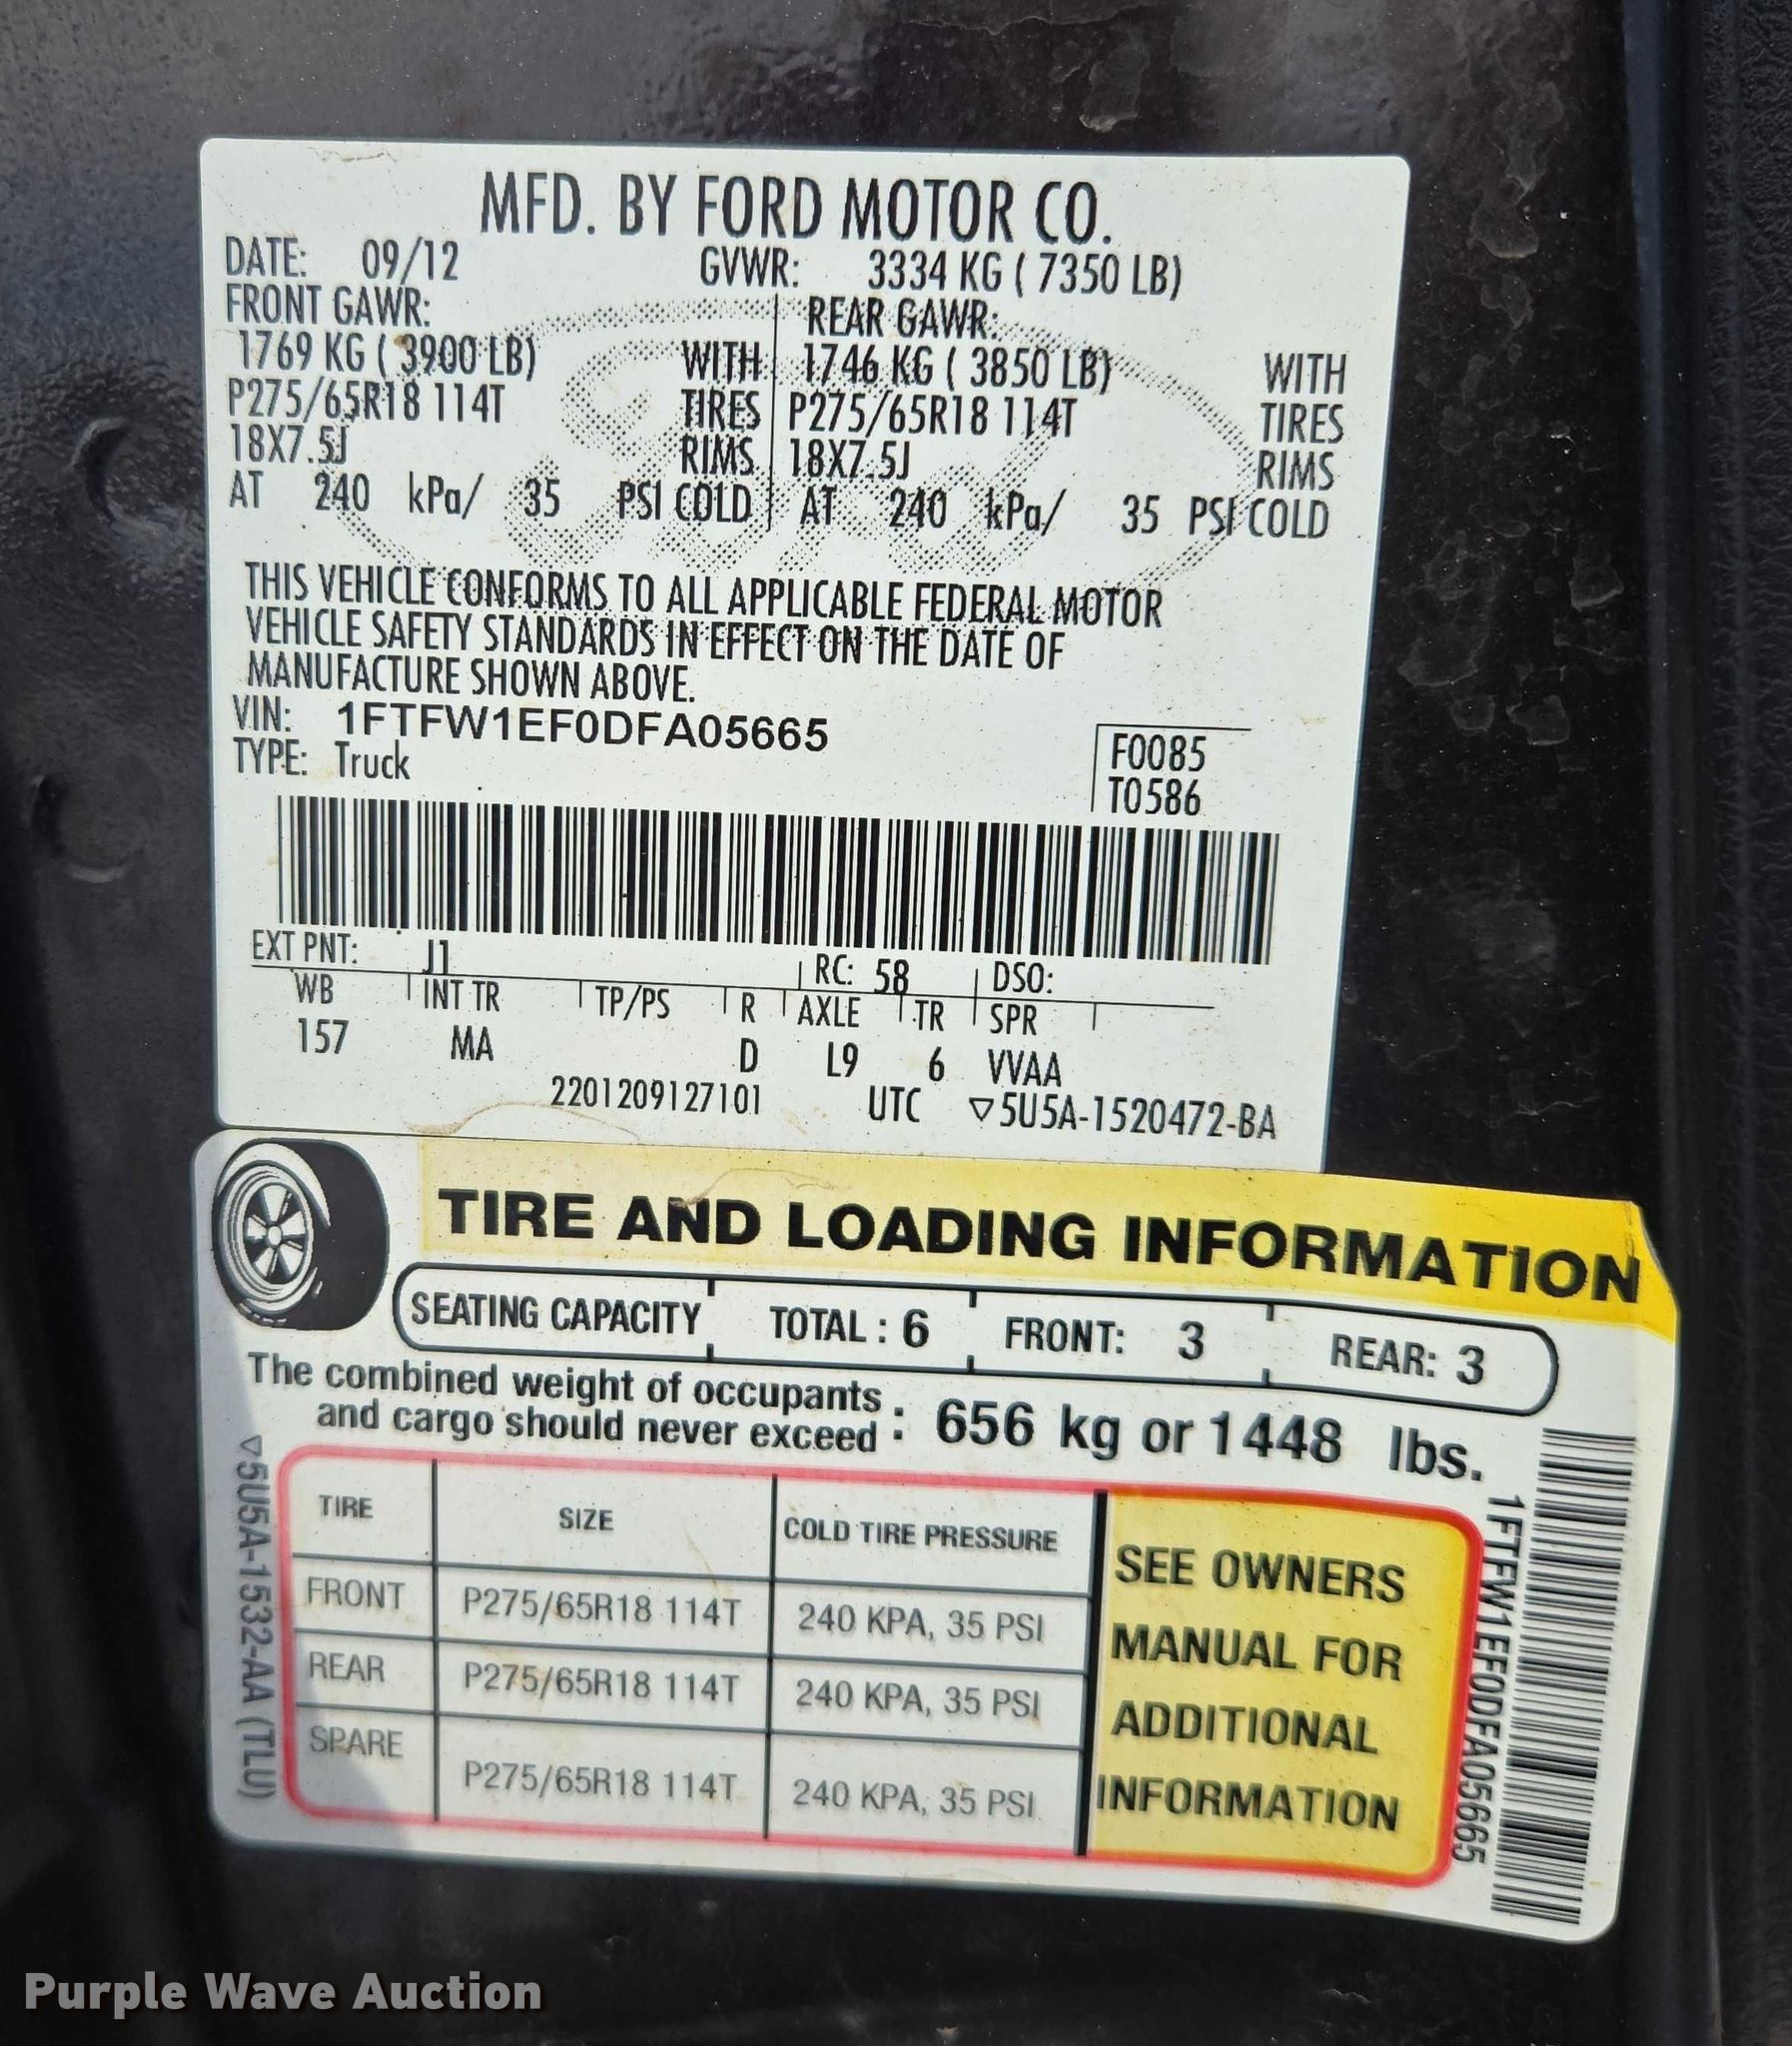 MFD. BY FORD MOTOR CO.
DATE: 09/12 GVWR: 3334 KG ( 7350 LB)
FRONT GAWR: REAR GAWR:
1769 KG ( 3900 LB) WITH 1746 KG ( 3850 LB) WITH
P275/65R18 114T TIRES P275/65R18 114T TIRES
18X7.5J RIMS 18X7.5J RIMS
AT 240 kPa/ 35 PSI COLD AT 240 kPa/ 35 PSI COLD
THIS VEHICLE CONFORMS TO ALL APPLICABLE FEDERAL MOTOR
VEHICLE SAFETY STANDARDS IN EFFECT ON THE DATE OF
MANUFACTURE SHOWN ABOVE.
VIN: 1FTFW1EF0DFA05665
TYPE: Truck
F0085
T0586
EXT PNT: J1 RC: 58 DSO:
WB INT TR TP/PS R AXLE TR SPR
157 MA D L9 6 VVAA
2201209127101 UTC ▽5U5A-1520472-BA
TIRE AND LOADING INFORMATION
SEATING CAPACITY TOTAL : 6 FRONT: 3 REAR: 3
The combined weight of occupants
and cargo should never exceed : 656 kg or 1448 lbs.
TIRE SIZE COLD TIRE PRESSURE
FRONT P275/65R18 114T 240 KPA, 35 PSI
REAR P275/65R18 114T 240 KPA, 35 PSI
SPARE P275/65R18 114T 240 KPA, 35 PSI
SEE OWNERS
MANUAL FOR
ADDITIONAL
INFORMATION
▽5U5A-1532-AA (TLU)
1FTFW1EF0DFA05665
Purple Wave Auction